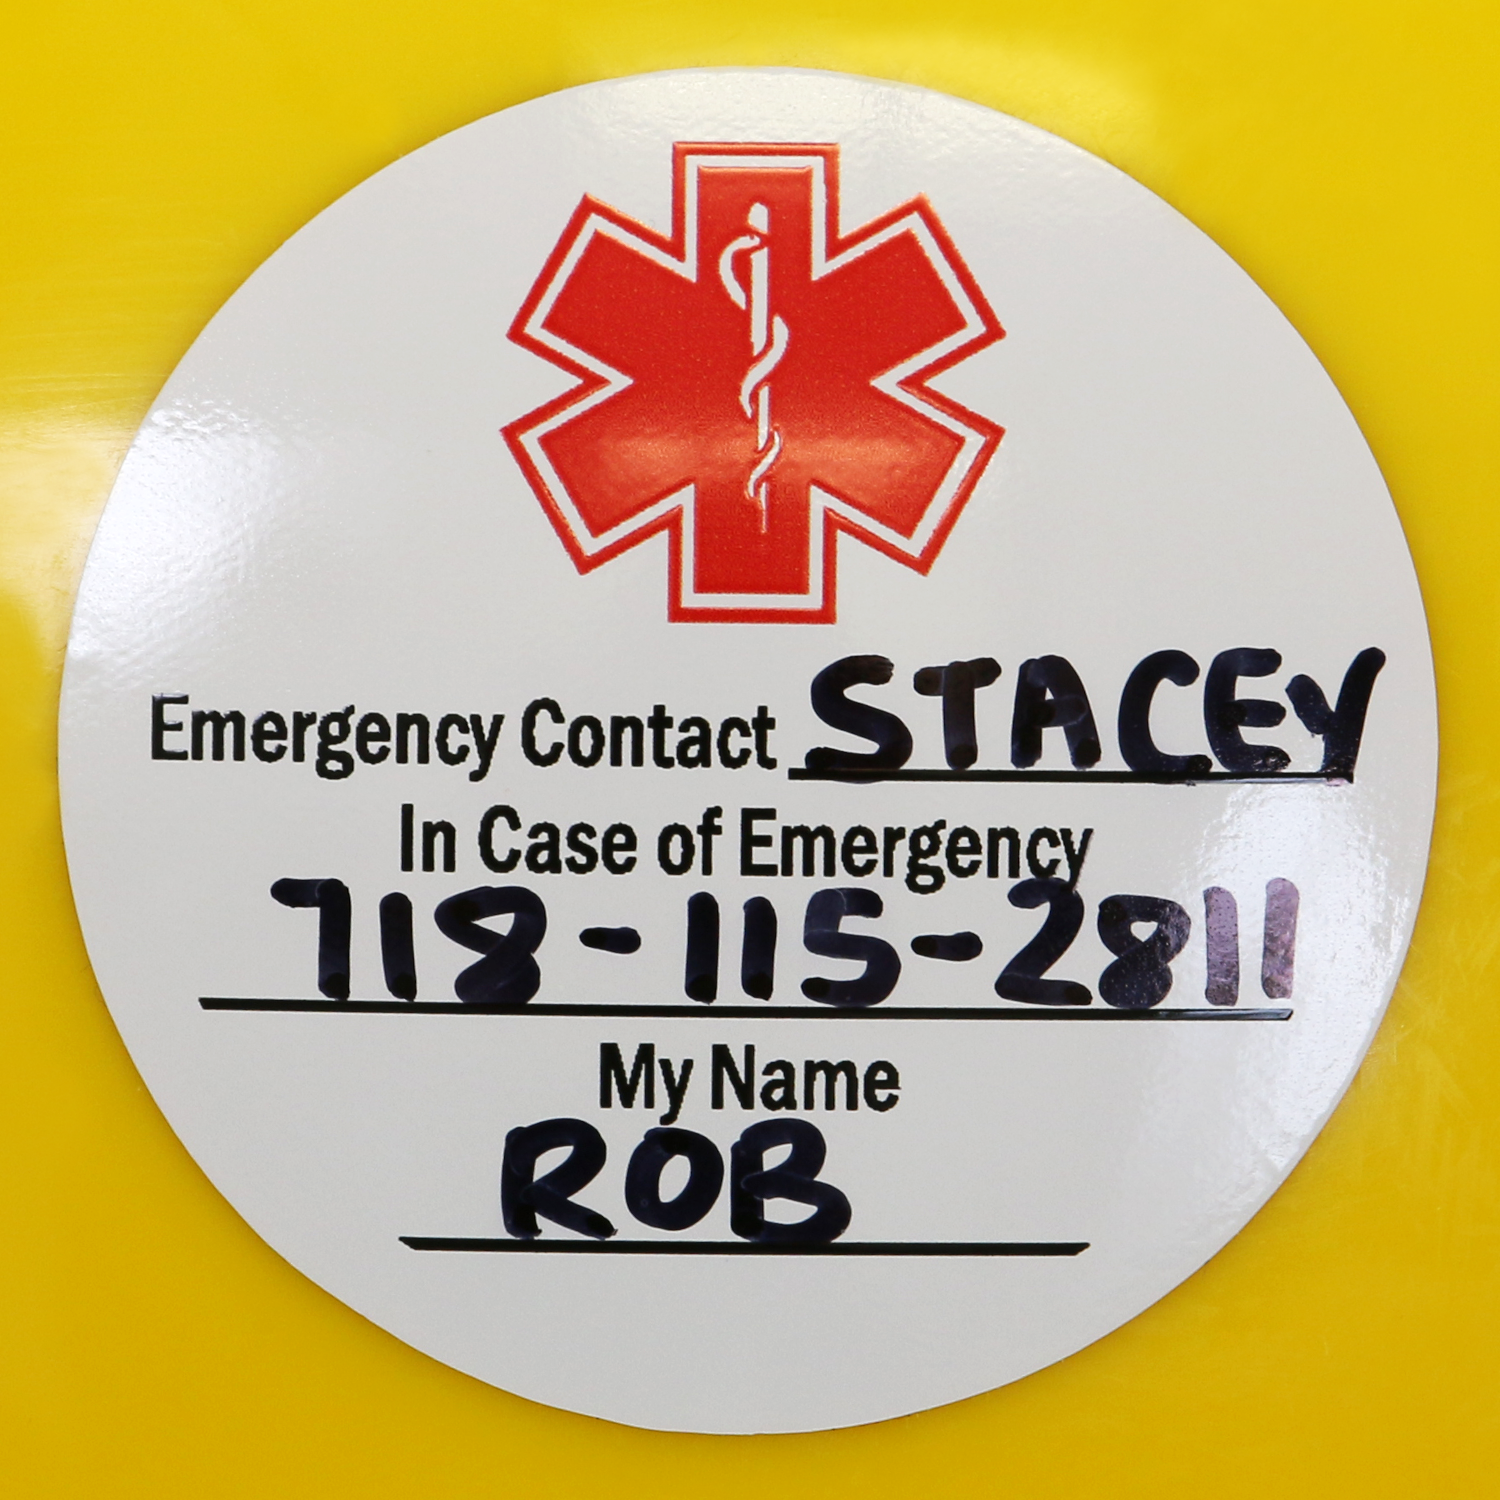 Emergency Contact STACEY
In Case of Emergency
718-115-2811
My Name
ROB